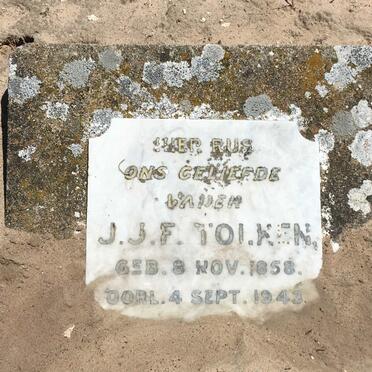 HIER RUS
ONS GELIEFDE
VADER
J.J.F. TOLKEN,
GEB. 8 NOV. 1858.
OORL. 4 SEPT. 1943.